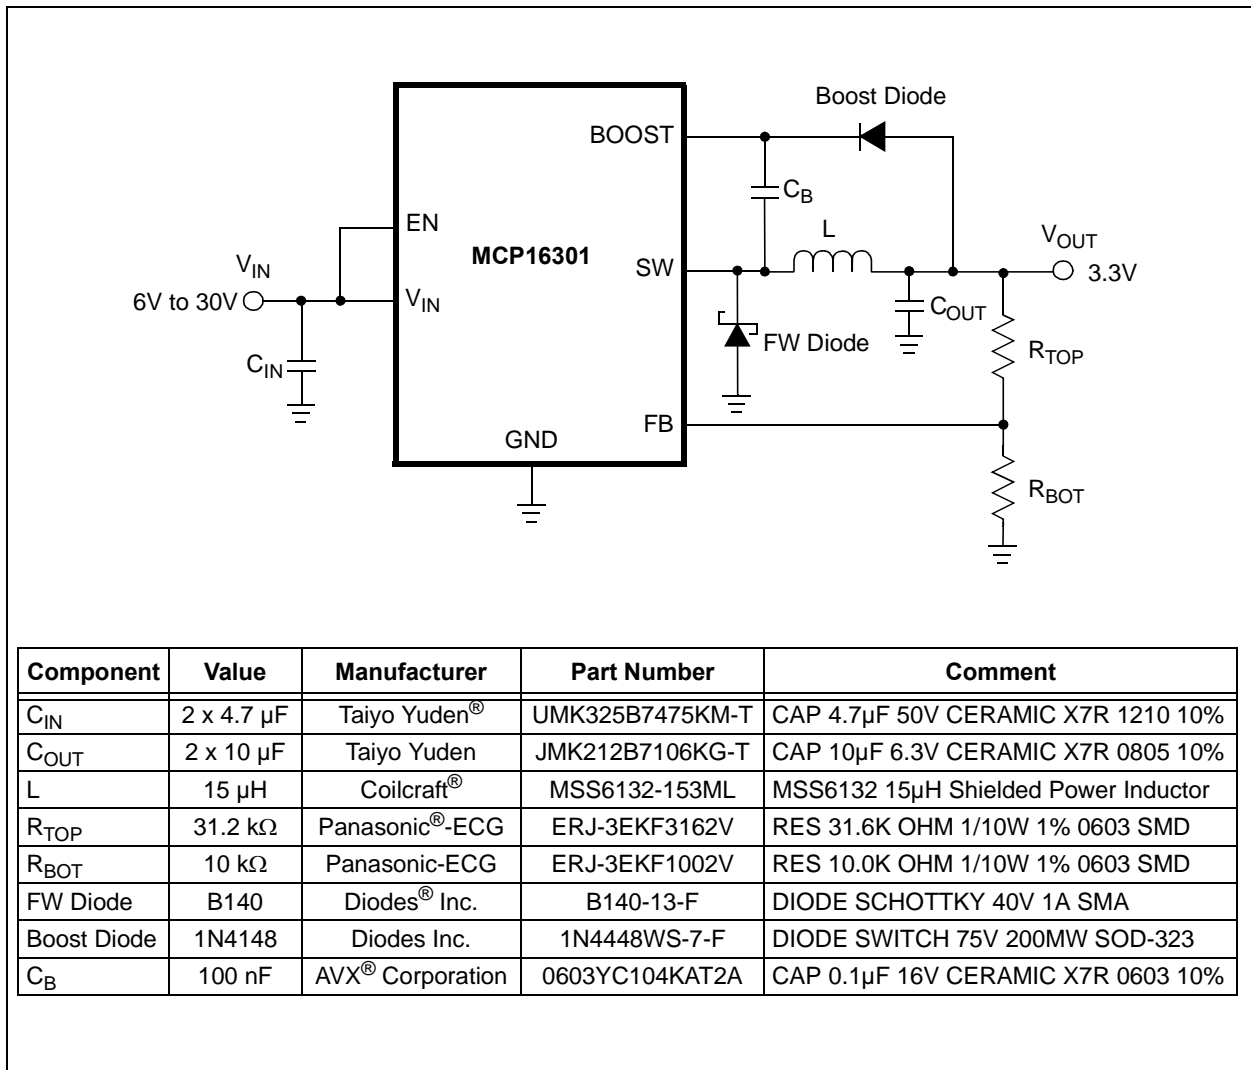 Boost Diode
BOOST
C_B
EN
MCP16301
L
V_OUT
V_IN
SW
3.3V
6V to 30V
V_IN
C_OUT
FW Diode
R_TOP
C_IN
FB
GND
R_BOT
Component Value Manufacturer Part Number Comment
C_IN 2 x 4.7 µF Taiyo Yuden® UMK325B7475KM-T CAP 4.7µF 50V CERAMIC X7R 1210 10%
C_OUT 2 x 10 µF Taiyo Yuden JMK212B7106KG-T CAP 10µF 6.3V CERAMIC X7R 0805 10%
L 15 µH Coilcraft® MSS6132-153ML MSS6132 15µH Shielded Power Inductor
R_TOP 31.2 kΩ Panasonic®-ECG ERJ-3EKF3162V RES 31.6K OHM 1/10W 1% 0603 SMD
R_BOT 10 kΩ Panasonic-ECG ERJ-3EKF1002V RES 10.0K OHM 1/10W 1% 0603 SMD
FW Diode B140 Diodes® Inc. B140-13-F DIODE SCHOTTKY 40V 1A SMA
Boost Diode 1N4148 Diodes Inc. 1N4448WS-7-F DIODE SWITCH 75V 200MW SOD-323
C_B 100 nF AVX® Corporation 0603YC104KAT2A CAP 0.1µF 16V CERAMIC X7R 0603 10%